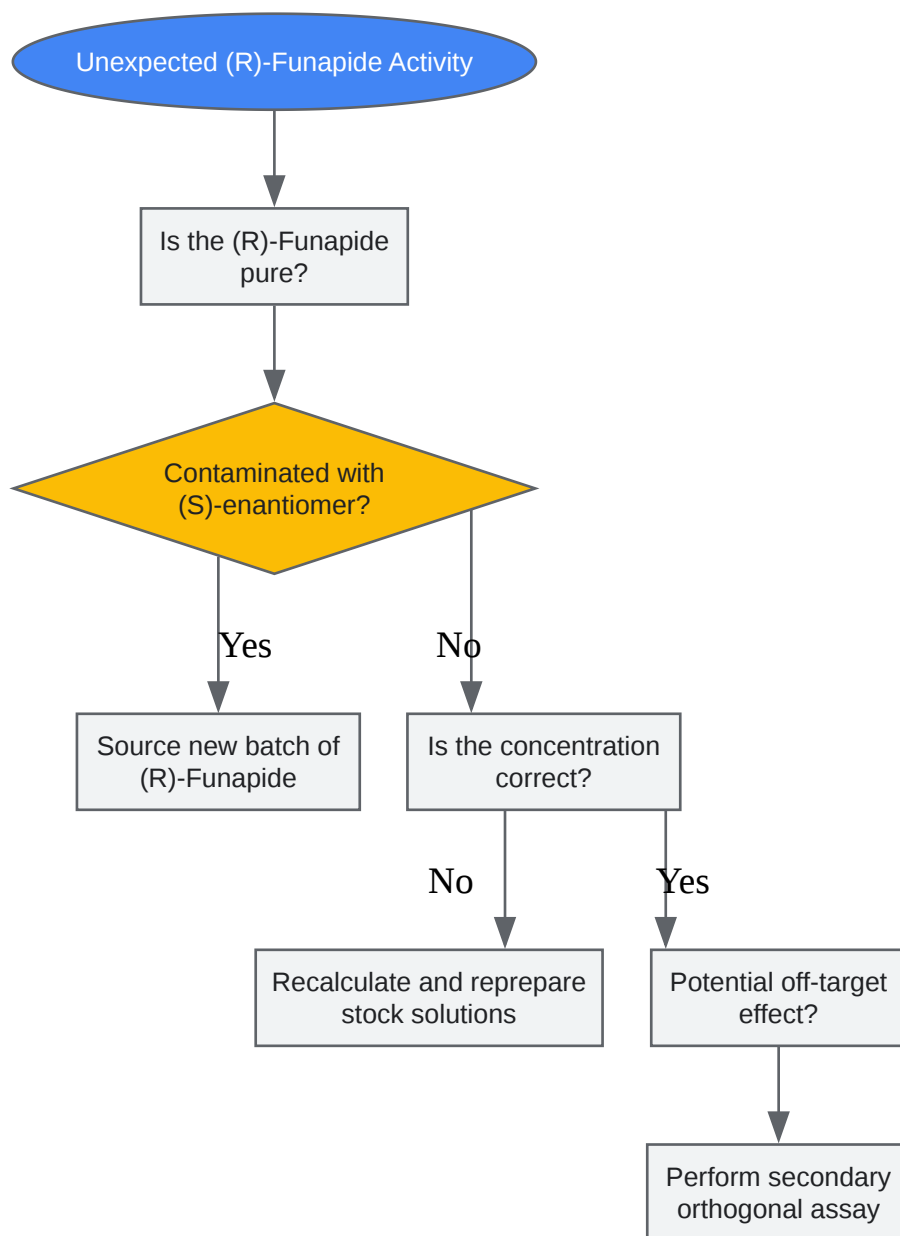 Unexpected (R)-Funapide Activity
Is the (R)-Funapide
pure?
Contaminated with
(S)-enantiomer?
Yes
No
Source new batch of
(R)-Funapide
Is the concentration
correct?
No
Yes
Recalculate and reprepare
stock solutions
Potential off-target
effect?
Perform secondary
orthogonal assay